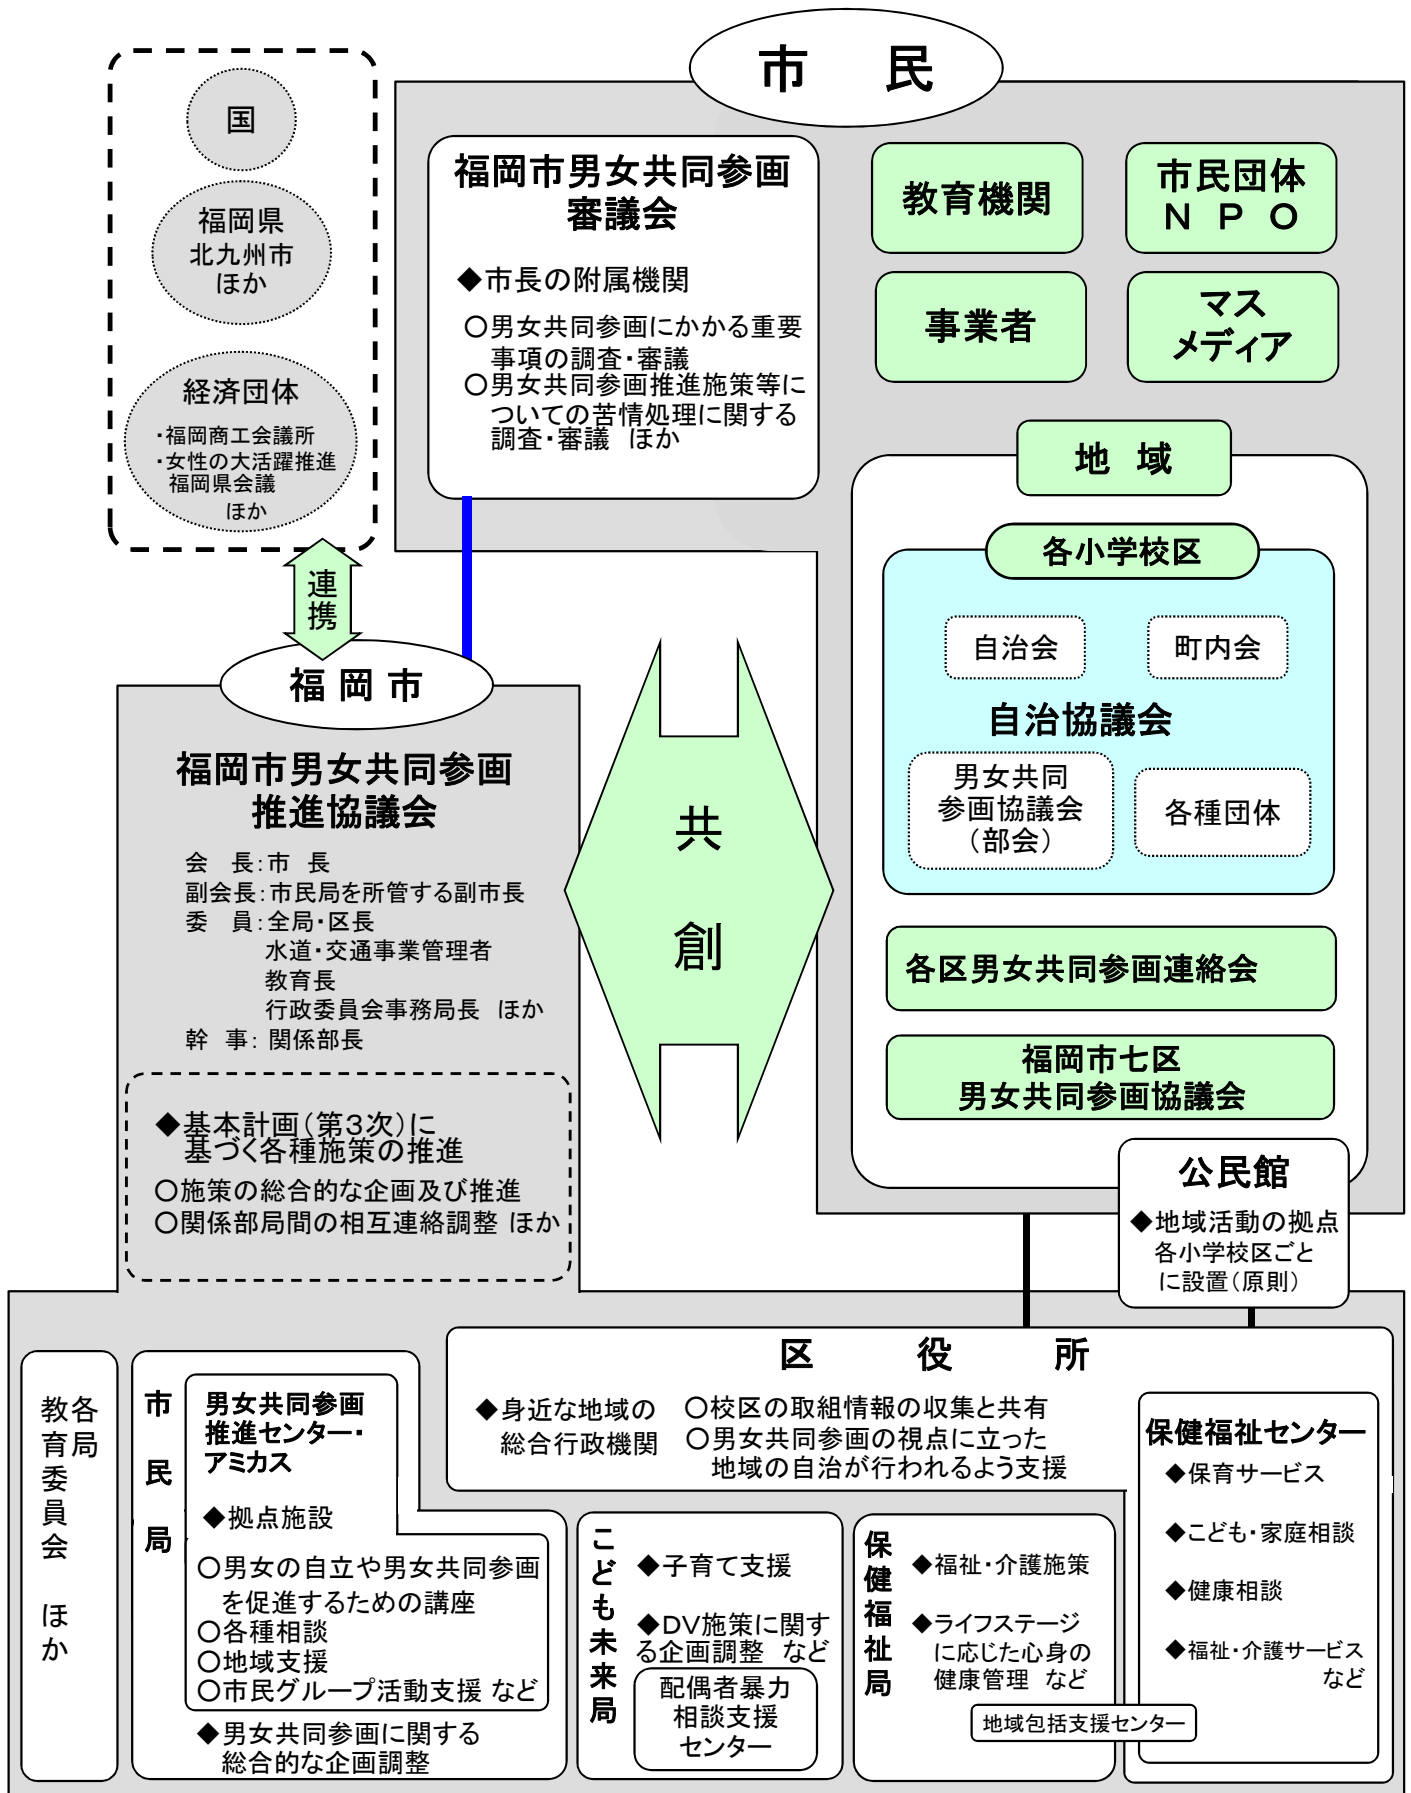 市　民
国
福岡県
北九州市
ほか
経済団体
・福岡商工会議所
・女性の大活躍推進
福岡県会議
ほか
連携
福岡市男女共同参画
審議会
◆市長の附属機関
○男女共同参画にかかる重要
事項の調査・審議
○男女共同参画推進施策等に
ついての苦情処理に関する
調査・審議　ほか
教育機関
市民団体
ＮＰＯ
事業者
マス
メディア
地　域
各小学校区
自治会
町内会
自治協議会
男女共同
参画協議会
（部会）
各種団体
各区男女共同参画連絡会
福岡市七区
男女共同参画協議会
公民館
◆地域活動の拠点
各小学校区ごと
に設置（原則）
共創
福岡市
福岡市男女共同参画
推進協議会
会　長：市　長
副会長：市民局を所管する副市長
委　員：全局・区長
水道・交通事業管理者
教育長
行政委員会事務局長　ほか
幹　事：関係部長
◆基本計画（第３次）に
基づく各種施策の推進
○施策の総合的な企画及び推進
○関係部局間の相互連絡調整　ほか
各局
教育委員会　ほか
市民局
男女共同参画
推進センター・
アミカス
◆拠点施設
○男女の自立や男女共同参画
を促進するための講座
○各種相談
○地域支援
○市民グループ活動支援　など
◆男女共同参画に関する
総合的な企画調整
区　役　所
◆身近な地域の
総合行政機関
○校区の取組情報の収集と共有
○男女共同参画の視点に立った
地域の自治が行われるよう支援
こども未来局
◆子育て支援
◆ＤＶ施策に関す
る企画調整　など
配偶者暴力
相談支援
センター
保健福祉局
◆福祉・介護施策
◆ライフステージ
に応じた心身の
健康管理　など
地域包括支援センター
保健福祉センター
◆保育サービス
◆こども・家庭相談
◆健康相談
◆福祉・介護サービス
など